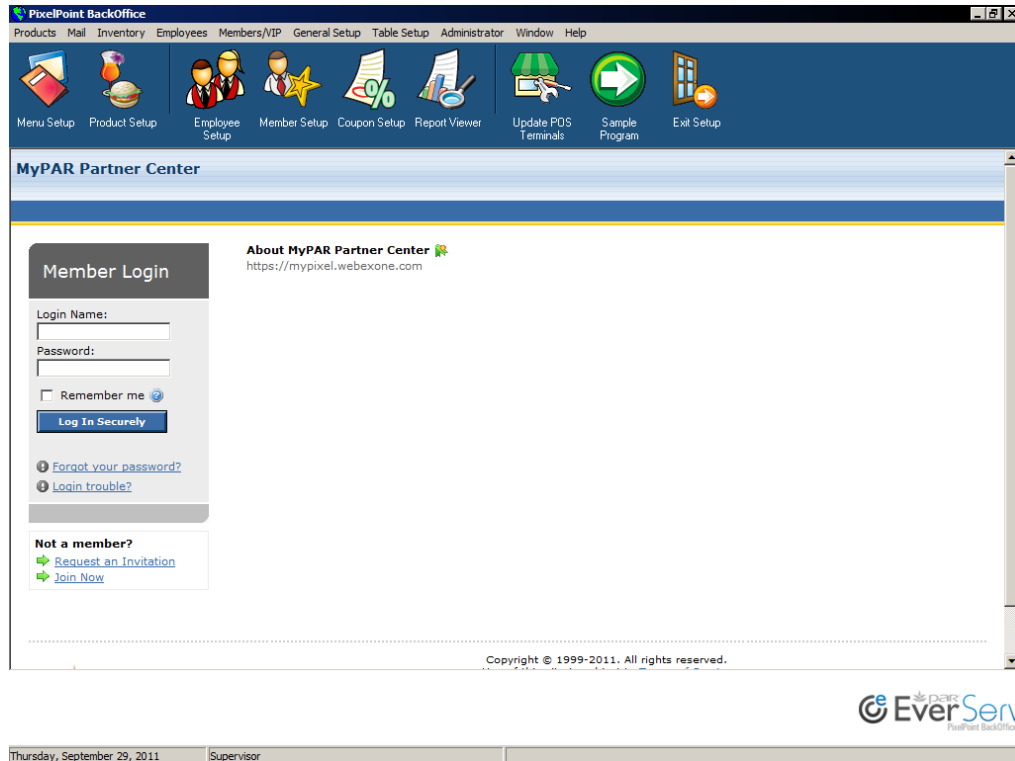 PixelPoint BackOffice
Products Mail Inventory Employees Members/VIP General Setup Table Setup Administrator Window Help
Menu Setup Product Setup Employee Setup Member Setup Coupon Setup Report Viewer Update POS Terminals Sample Program Exit Setup
MyPAR Partner Center
About MyPAR Partner Center
https://mypixel.webexone.com
Member Login
Login Name:
Password:
Remember me
Log In Securely
Forgot your password?
Login trouble?
Not a member?
Request an Invitation
Join Now
Copyright © 1999-2011. All rights reserved.
par
EverServ
PixelPoint BackOffice
Thursday, September 29, 2011 Supervisor